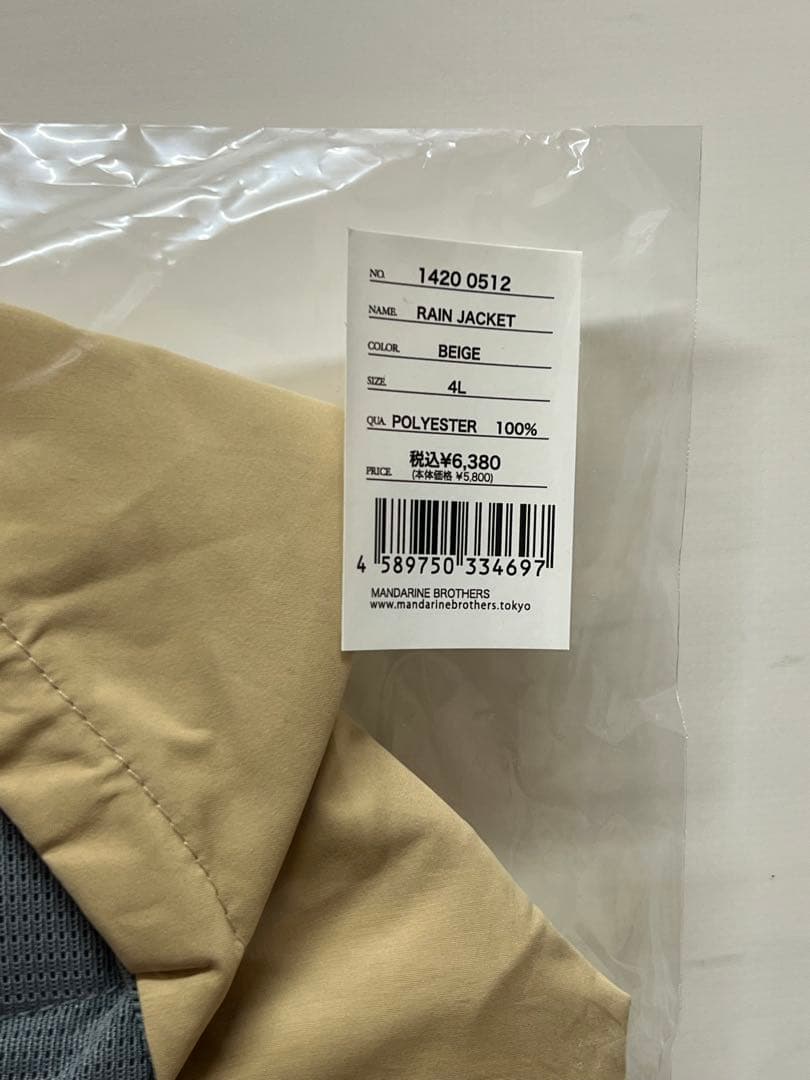 NO. 1420 0512
NAME. RAIN JACKET
COLOR. BEIGE
SIZE. 4L
QUA. POLYESTER 100%
税込¥6,380
PRICE. (本体価格 ¥5,800)
4 589750 334697
MANDARINE BROTHERS
www.mandarinebrothers.tokyo